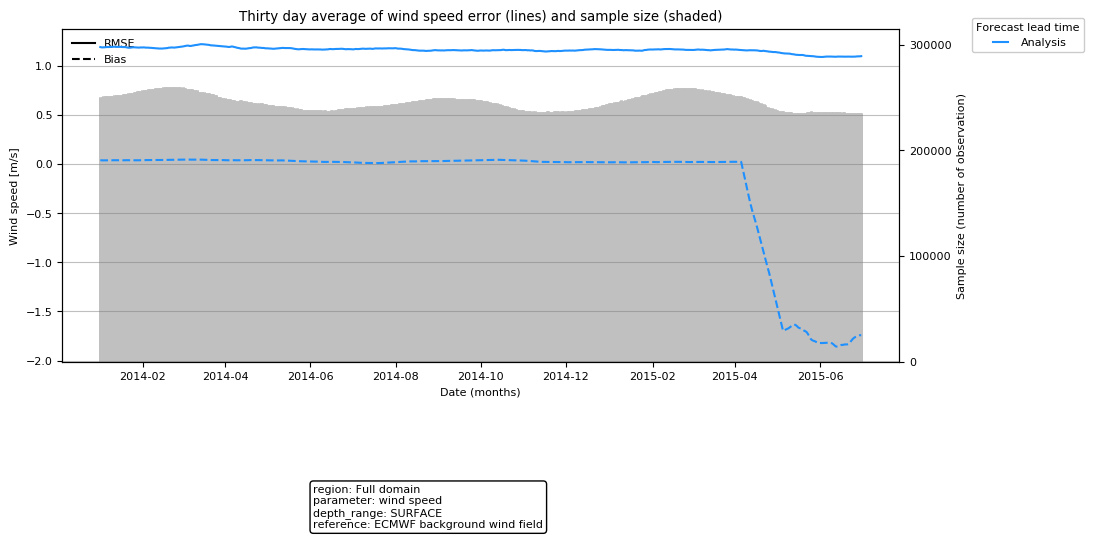 Thirty day average of wind speed error (lines) and sample size (shaded)
Forecast lead time
Analysis
RMSE
Bias
Wind speed [m/s]
1.0
0.5
0.0
−0.5
−1.0
−1.5
−2.0
300000
200000
100000
0
Sample size (number of observation)
2014-02 2014-04 2014-06 2014-08 2014-10 2014-12 2015-02 2015-04 2015-06
Date (months)
region: Full domain
parameter: wind speed
depth_range: SURFACE
reference: ECMWF background wind field